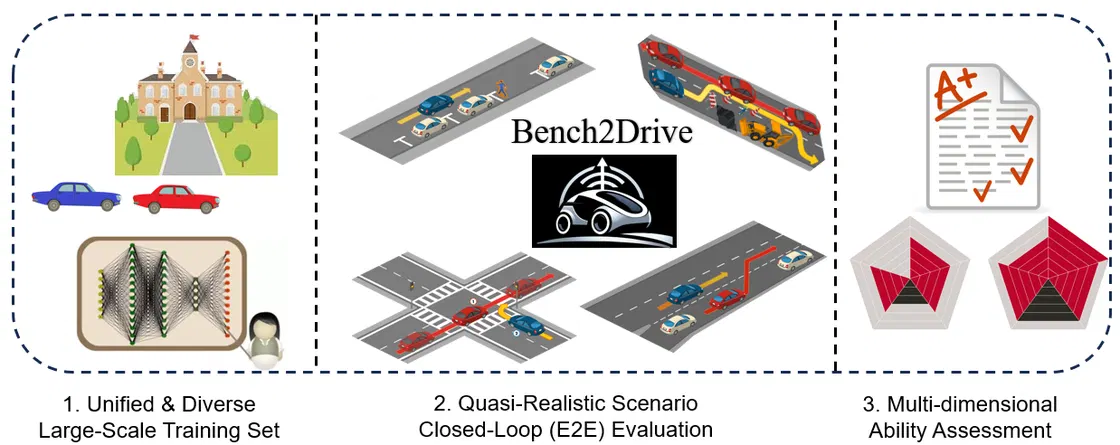 Bench2Drive
A+
1. Unified & Diverse
Large-Scale Training Set
2. Quasi-Realistic Scenario
Closed-Loop (E2E) Evaluation
3. Multi-dimensional
Ability Assessment